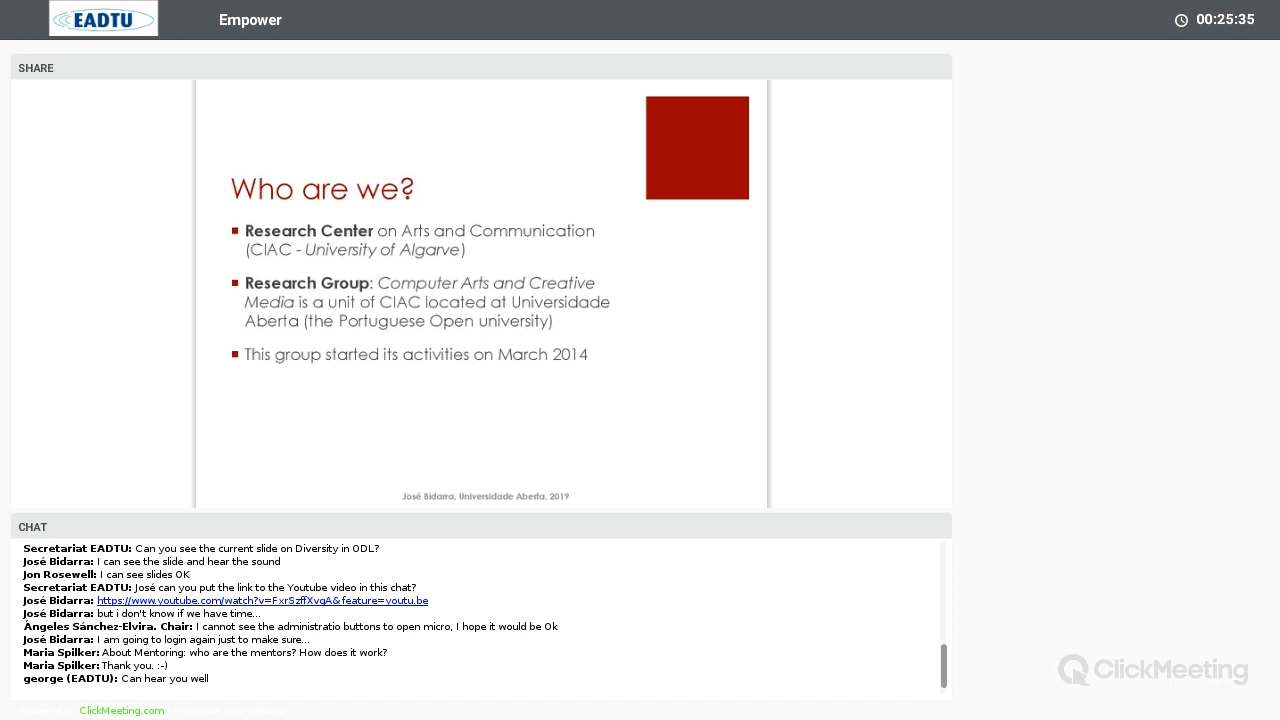 EADTU
Empower
00:25:35
SHARE
Who are we?
Research Center on Arts and Communication
(CIAC - University of Algarve)
Research Group: Computer Arts and Creative
Media is a unit of CIAC located at Universidade
Aberta (the Portuguese Open university)
This group started its activities on March 2014
José Bidarra, Universidade Aberta, 2019
CHAT
Secretariat EADTU: Can you see the current slide on Diversity in ODL?
José Bidarra: I can see the slide and hear the sound
Jon Rosewell: I can see slides OK
Secretariat EADTU: José can you put the link to the Youtube video in this chat?
José Bidarra: https://www.youtube.com/watch?v=FxrSzffXvqA&feature=youtu.be
José Bidarra: but i don't know if we have time...
Ángeles Sánchez-Elvira. Chair: I cannot see the administratio buttons to open micro, I hope it would be Ok
José Bidarra: I am going to login again just to make sure...
Maria Spilker: About Mentoring: who are the mentors? How does it work?
Maria Spilker: Thank you. :-)
george (EADTU): Can hear you well
ClickMeeting
ClickMeeting.com